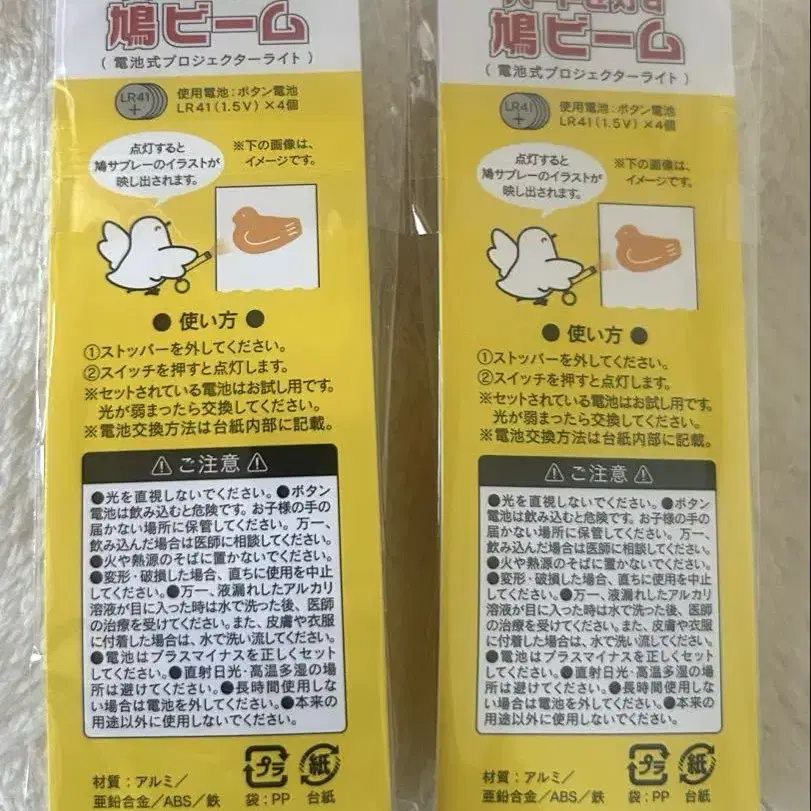 鳩ビーム
(電池式プロジェクターライト)
LR41
+
使用電池:ボタン電池
LR41(1.5V)×4個
点灯すると
鳩サブレーのイラストが
映し出されます。
※下の画像は、
イメージです。
●使い方●
①ストッパーを外してください。
②スイッチを押すと点灯します。
※セットされている電池はお試し用です。
光が弱まったら交換してください。
※電池交換方法は台紙内部に記載。
⚠ご注意⚠
●光を直視しないでください。●ボタン
電池は飲み込むと危険です。お子様の手の
届かない場所に保管してください。万一、
飲み込んだ場合は医師に相談してください。
●火や熱源のそばに置かないでください。
●変形・破損した場合、直ちに使用を中止
してください。●万一、液漏れしたアルカリ
溶液が目に入った時は水で洗った後、医師
の治療を受けてください。また、皮膚や衣服
に付着した場合は、水で洗い流してください。
●電池はプラスマイナスを正しくセット
してください。●直射日光・高温多湿の場
所は避けてください。●長時間使用しな
い場合は電池を外してください。●本来の
用途以外に使用しないでください。
材質:アルミ/
亜鉛合金/ABS/鉄
プラ
袋:PP
紙
台紙
鳩ビーム
(電池式プロジェクターライト)
LR41
+
使用電池:ボタン電池
LR41(1.5V)×4個
点灯すると
鳩サブレーのイラストが
映し出されます。
※下の画像は、
イメージです。
●使い方●
①ストッパーを外してください。
②スイッチを押すと点灯します。
※セットされている電池はお試し用です。
光が弱まったら交換してください。
※電池交換方法は台紙内部に記載。
⚠ご注意⚠
●光を直視しないでください。●ボタン
電池は飲み込むと危険です。お子様の手の
届かない場所に保管してください。万一、
飲み込んだ場合は医師に相談してください。
●火や熱源のそばに置かないでください。
●変形・破損した場合、直ちに使用を中止
してください。●万一、液漏れしたアルカリ
溶液が目に入った時は水で洗った後、医師
の治療を受けてください。また、皮膚や衣服
に付着した場合は、水で洗い流してください。
●電池はプラスマイナスを正しくセット
してください。●直射日光・高温多湿の場
所は避けてください。●長時間使用しな
い場合は電池を外してください。●本来の
用途以外に使用しないでください。
材質:アルミ/
亜鉛合金/ABS/鉄
プラ
袋:PP
紙
台紙